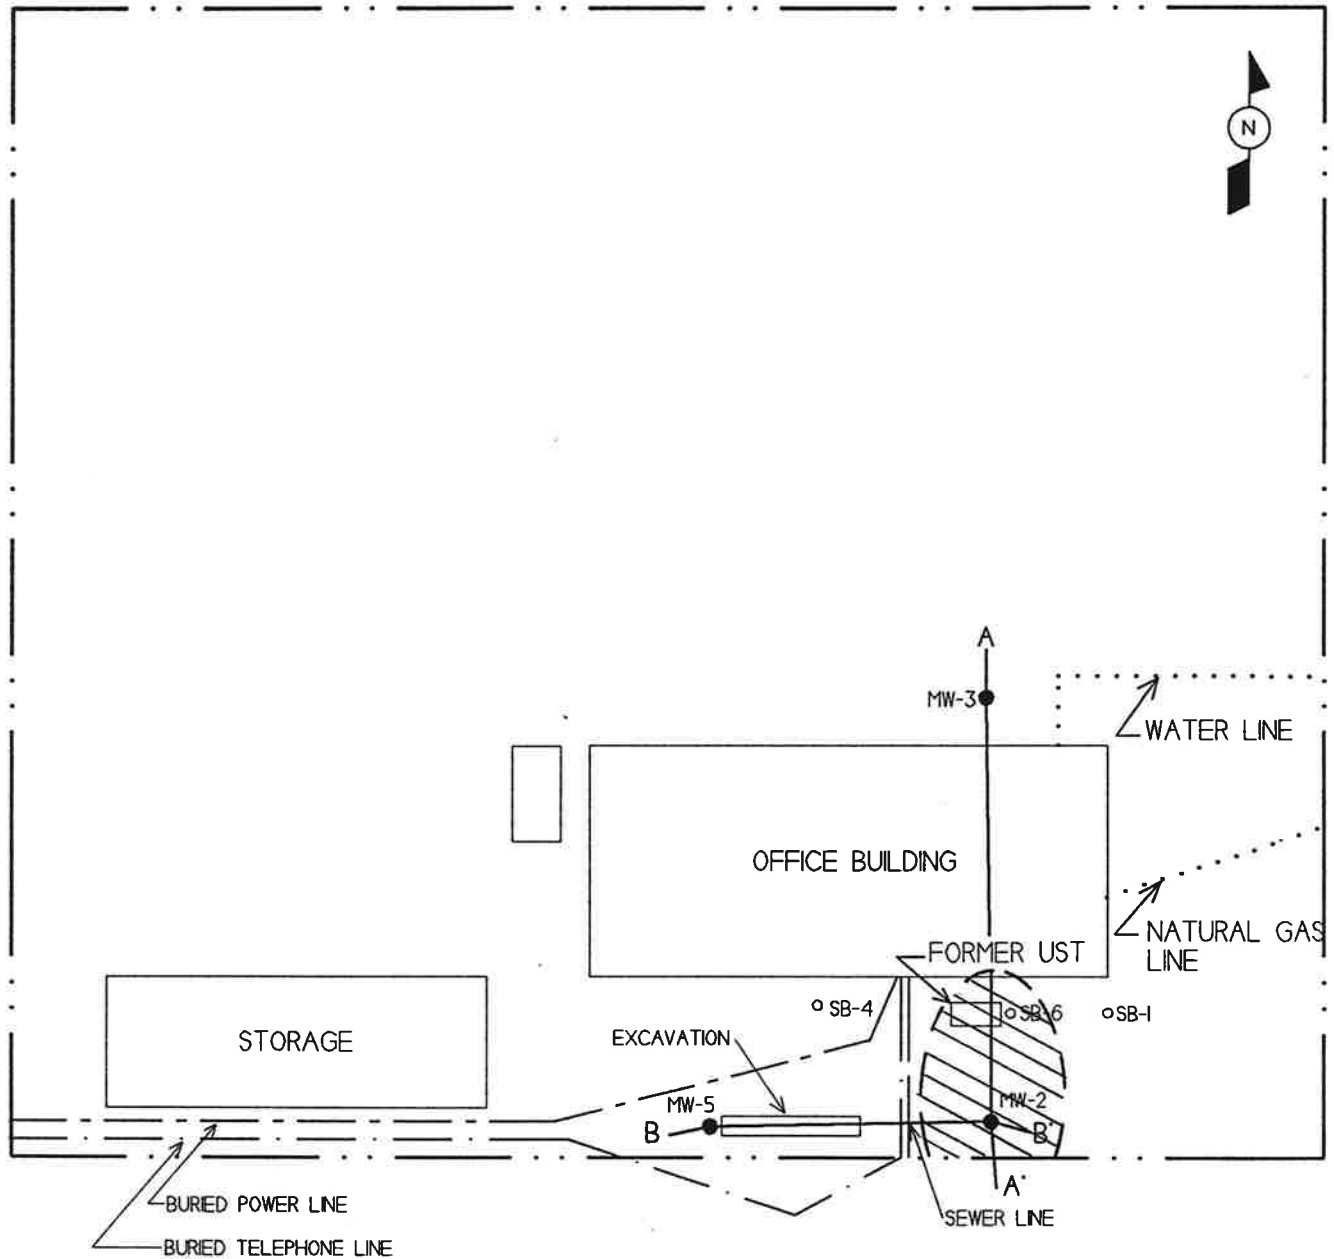 N
A
MW-3
WATER LINE
OFFICE BUILDING
NATURAL GAS
LINE
FORMER UST
SB-4
SB-6
SB-1
STORAGE
EXCAVATION
MW-5
MW-2
B
B'
A'
BURIED POWER LINE
SEWER LINE
BURIED TELEPHONE LINE